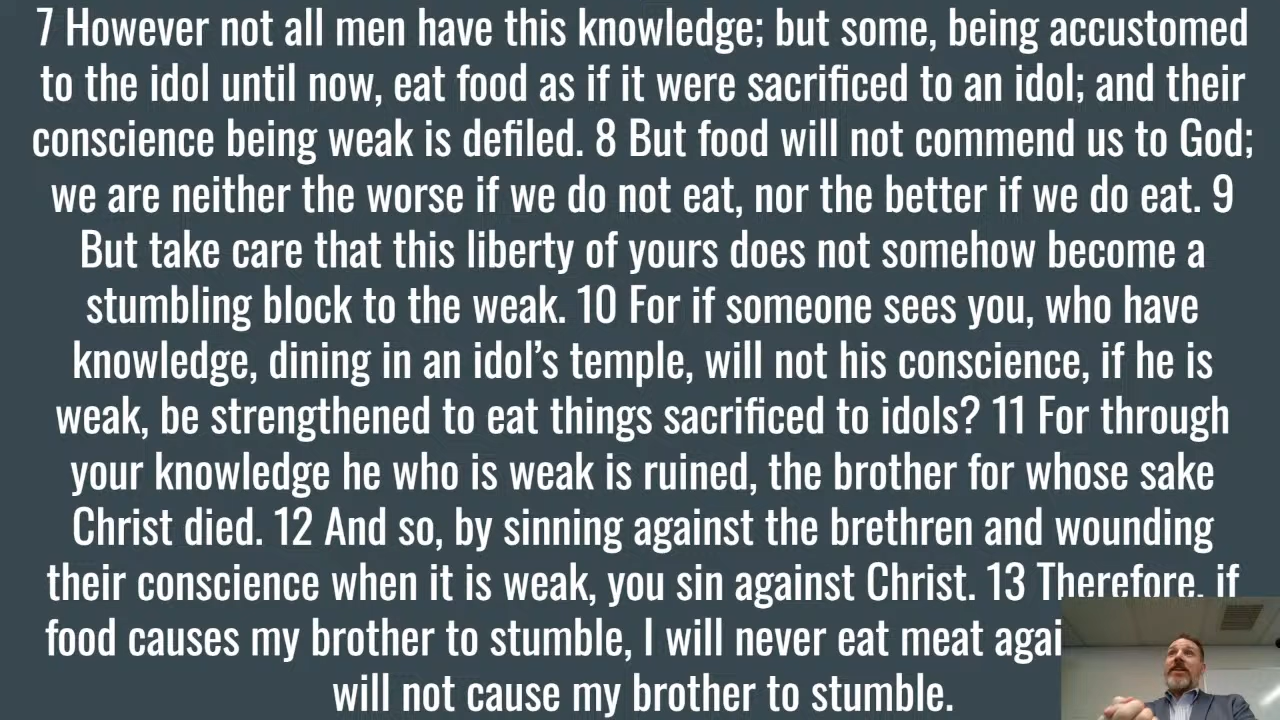 7 However not all men have this knowledge; but some, being accustomed
to the idol until now, eat food as if it were sacrificed to an idol; and their
conscience being weak is defiled. 8 But food will not commend us to God;
we are neither the worse if we do not eat, nor the better if we do eat. 9
But take care that this liberty of yours does not somehow become a
stumbling block to the weak. 10 For if someone sees you, who have
knowledge, dining in an idol’s temple, will not his conscience, if he is
weak, be strengthened to eat things sacrificed to idols? 11 For through
your knowledge he who is weak is ruined, the brother for whose sake
Christ died. 12 And so, by sinning against the brethren and wounding
their conscience when it is weak, you sin against Christ. 13 Therefore, if
food causes my brother to stumble, I will never eat meat agai
will not cause my brother to stumble.